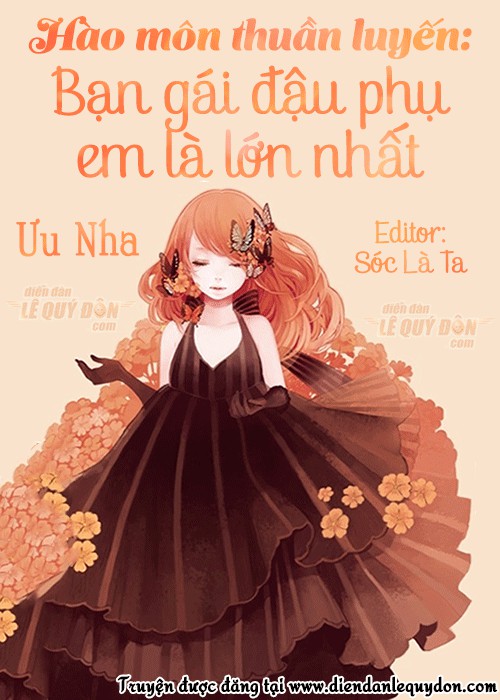 Hào môn thuần luyến:
Bạn gái đậu phụ
em là lớn nhất
Ưu Nha
Editor:
Sóc Là Ta
diễn đàn
LÊ QUÝ ĐÔN
.com
diễn đàn
LÊ QUÝ ĐÔN
.com
Truyện được đăng tại www.diendanlequydon.com